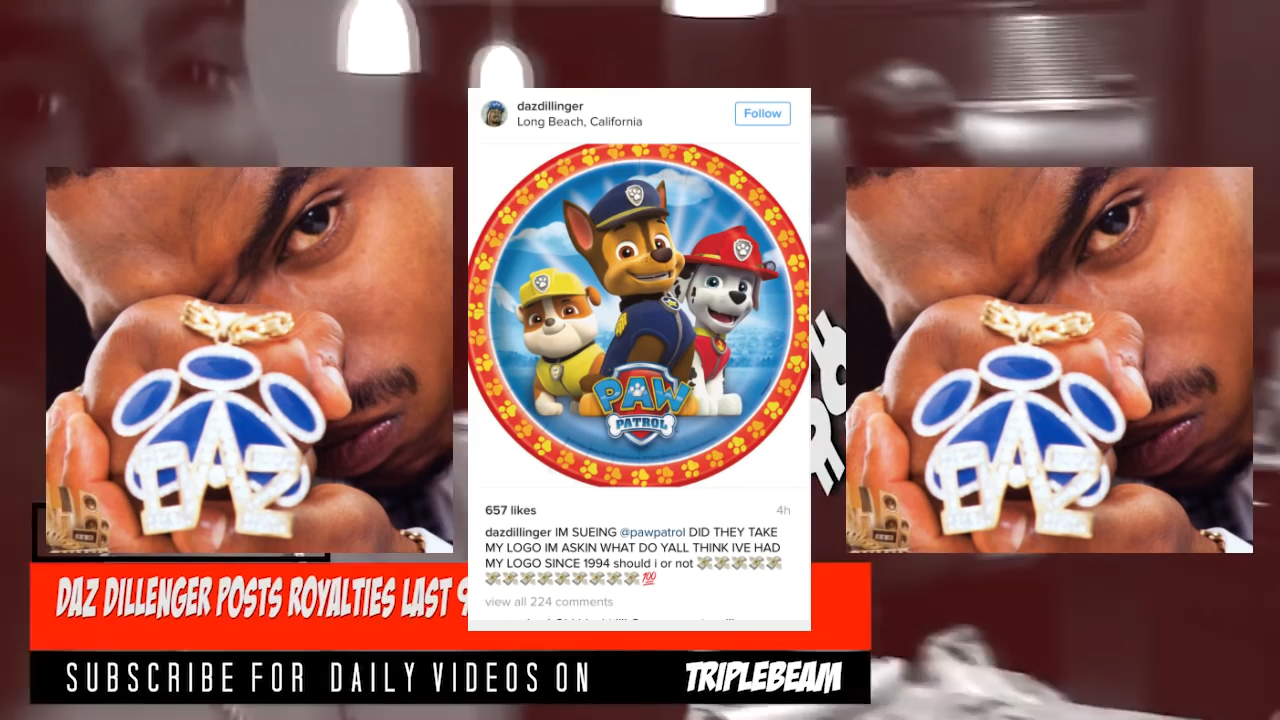 dazdillinger
Long Beach, California
Follow
PAW
PATROL
DAZ
DAZ
657 likes
4h
dazdillinger IM SUEING @pawpatrol DID THEY TAKE
MY LOGO IM ASKIN WHAT DO YALL THINK IVE HAD
MY LOGO SINCE 1994 should i or not 💸💸💸💸💸
💸💸💸💸💸💸💸💸💸💯
view all 224 comments
DAZ DILLENGER POSTS ROYALTIES LAST
SUBSCRIBE FOR DAILY VIDEOS ON
TRIPLEBEAM